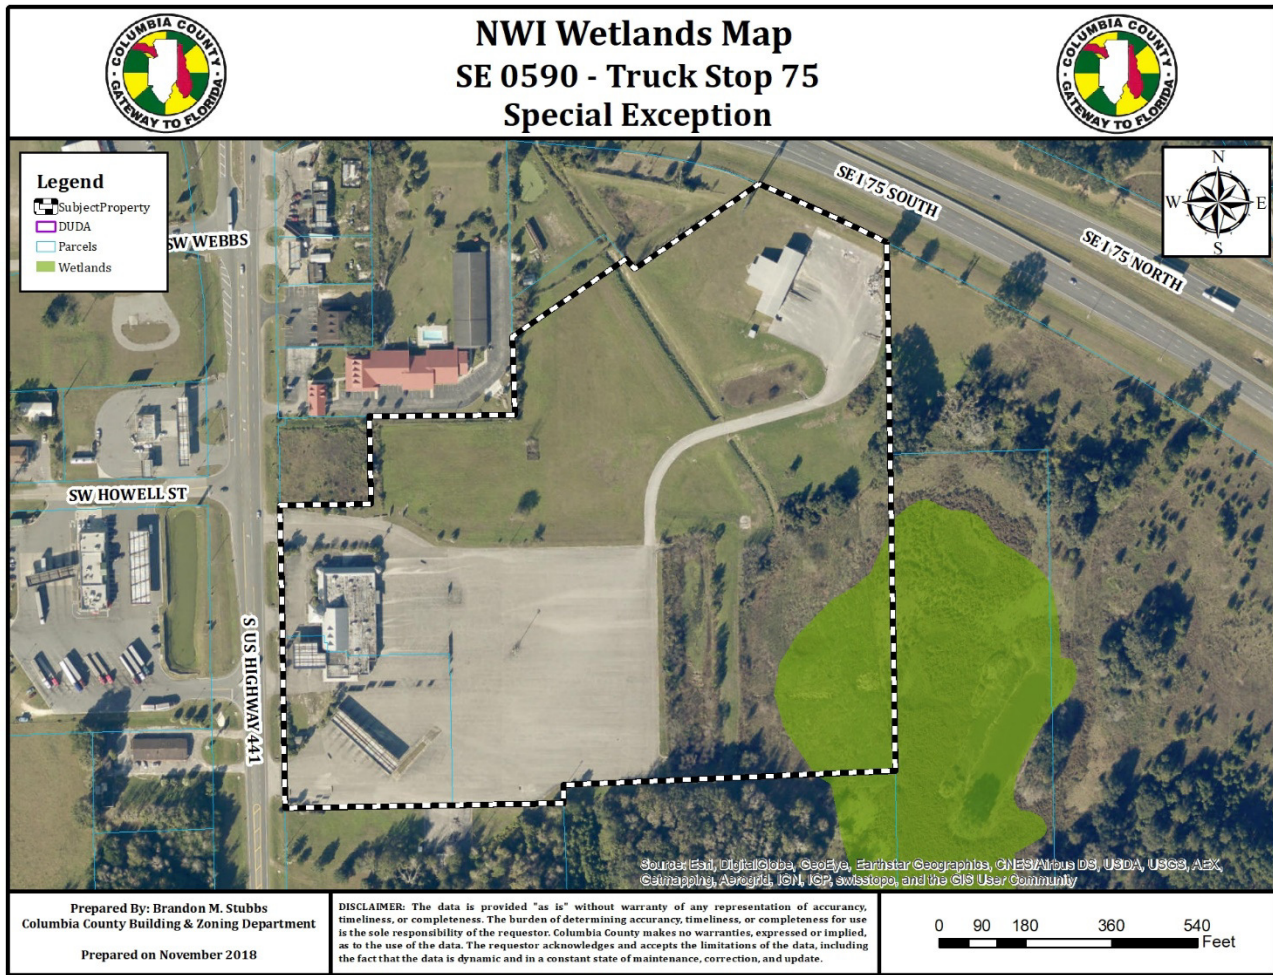 COLUMBIA COUNTY
GATEWAY TO FLORIDA
NWI Wetlands Map
SE 0590 - Truck Stop 75
Special Exception
COLUMBIA COUNTY
GATEWAY TO FLORIDA
Legend
SubjectProperty
DUDA
Parcels
Wetlands
SW WEBBS
SE I 75 SOUTH
SE I 75 NORTH
N
W E
S
SW HOWELL ST
S US HIGHWAY 441
Source: Esri, DigitalGlobe, GeoEye, Earthstar Geographics, CNES/Airbus DS, USDA, USGS, AEX,
Getmapping, Aerogrid, IGN, IGP, swisstopo, and the GIS User Community
Prepared By: Brandon M. Stubbs
Columbia County Building & Zoning Department
Prepared on November 2018
DISCLAIMER: The data is provided "as is" without warranty of any representation of accuracy,
timeliness, or completeness. The burden of determining accuracy, timeliness, or completeness for use
is the sole responsibility of the requestor. Columbia County makes no warranties, expressed or implied,
as to the use of the data. The requestor acknowledges and accepts the limitations of the data, including
the fact that the data is dynamic and in a constant state of maintenance, correction, and update.
0 90 180 360 540
Feet